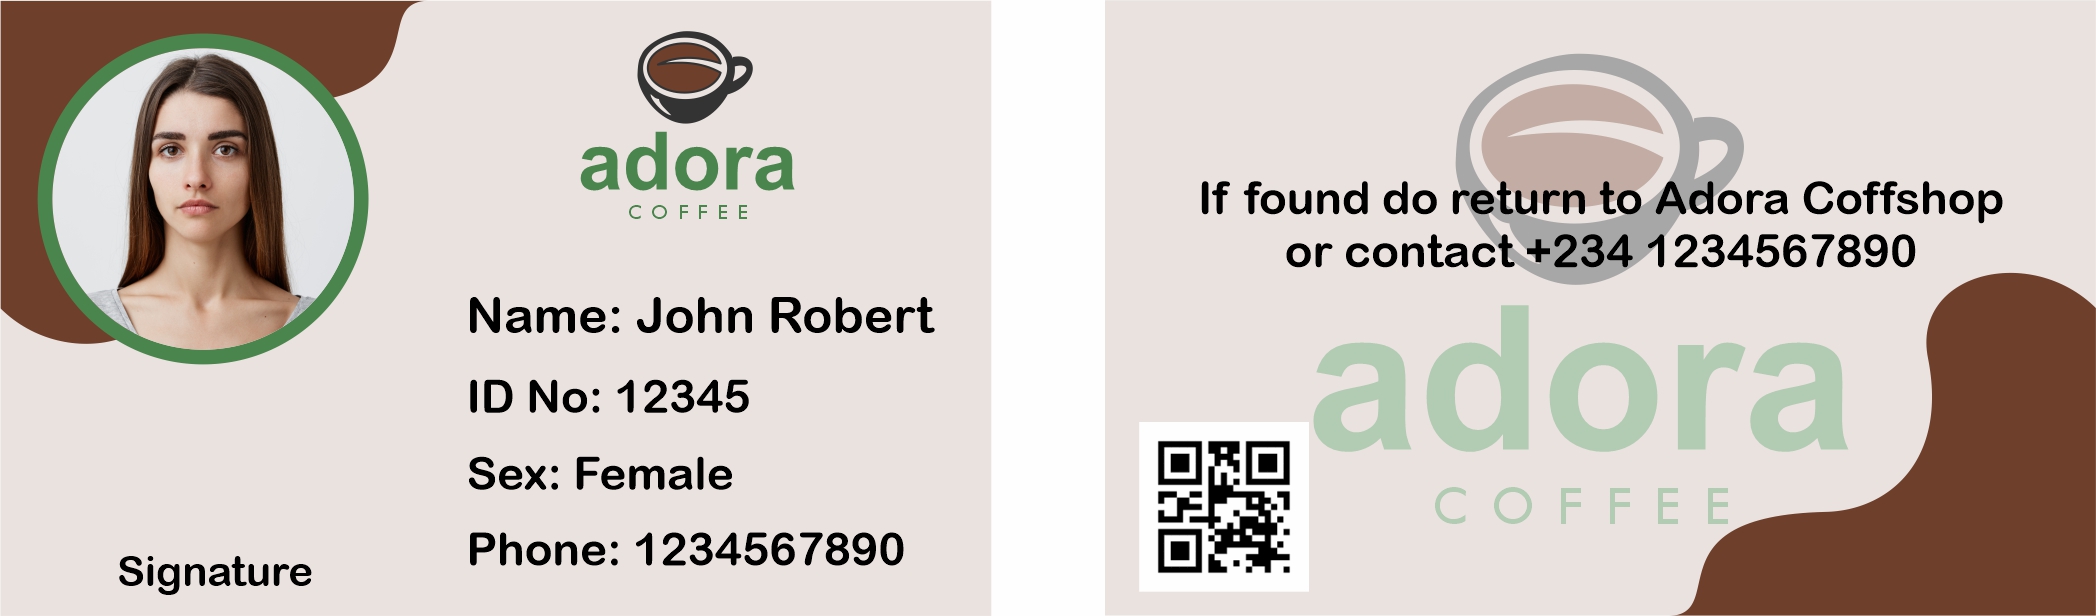 adora
COFFEE
Name: John Robert
ID No: 12345
Sex: Female
Phone: 1234567890
Signature
If found do return to Adora Coffshop
or contact +234 1234567890
adora
COFFEE